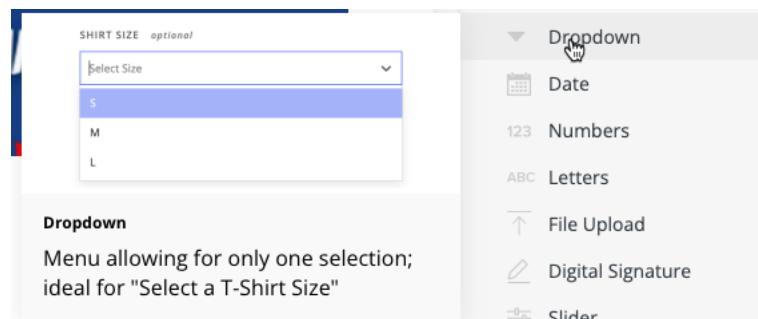 SHIRT SIZE optional
Select Size
S
M
L
Dropdown
Menu allowing for only one selection;
ideal for "Select a T-Shirt Size"
Dropdown
Date
123 Numbers
ABC Letters
File Upload
Digital Signature
Slider